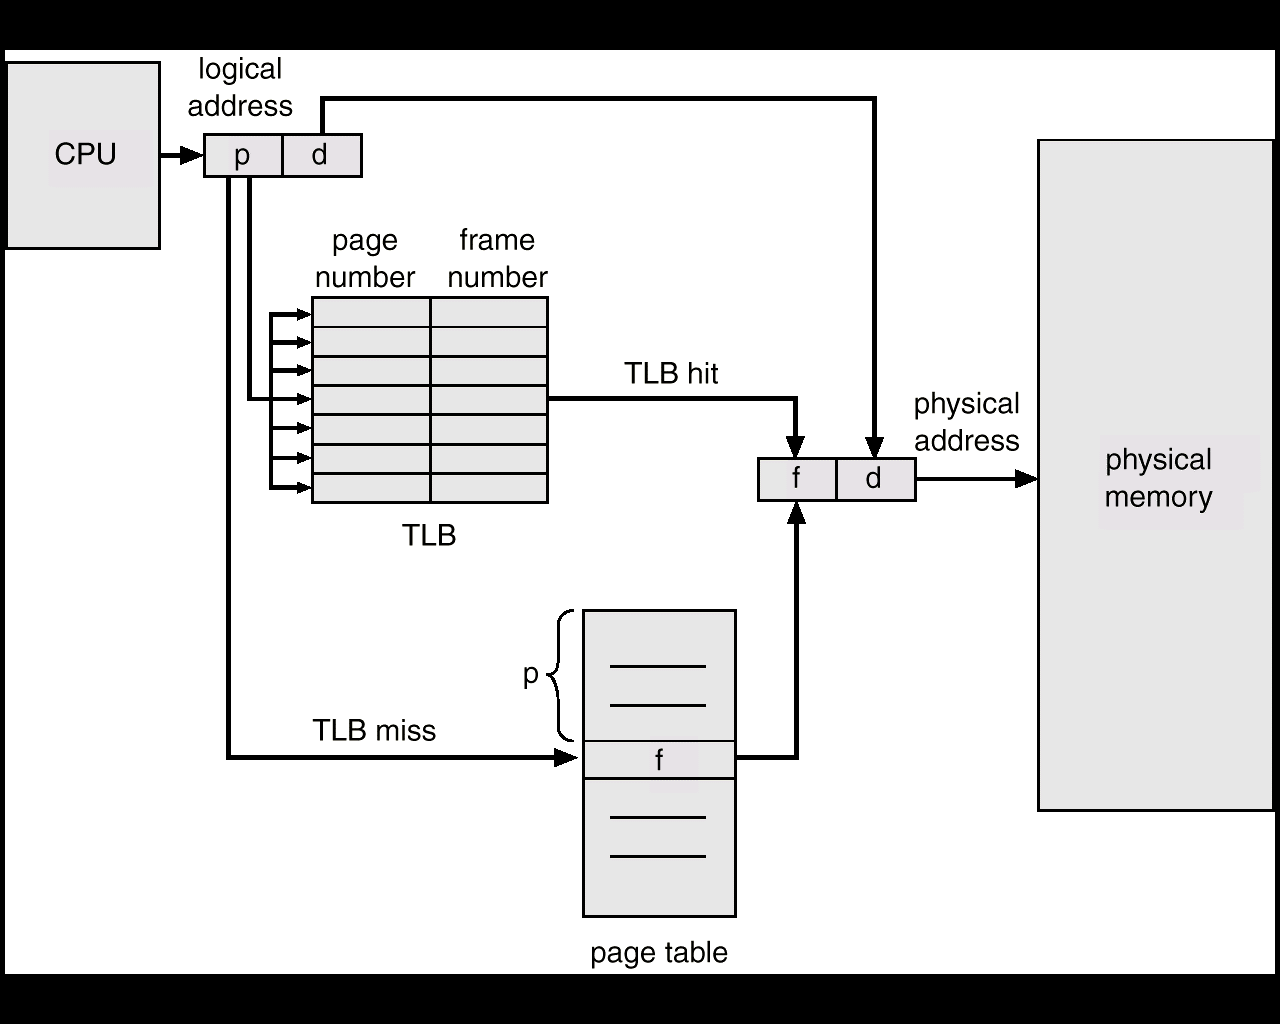 logical
address
CPU
p
d
page
number
frame
number
TLB hit
physical
address
f
d
physical
memory
TLB
p
TLB miss
f
page table